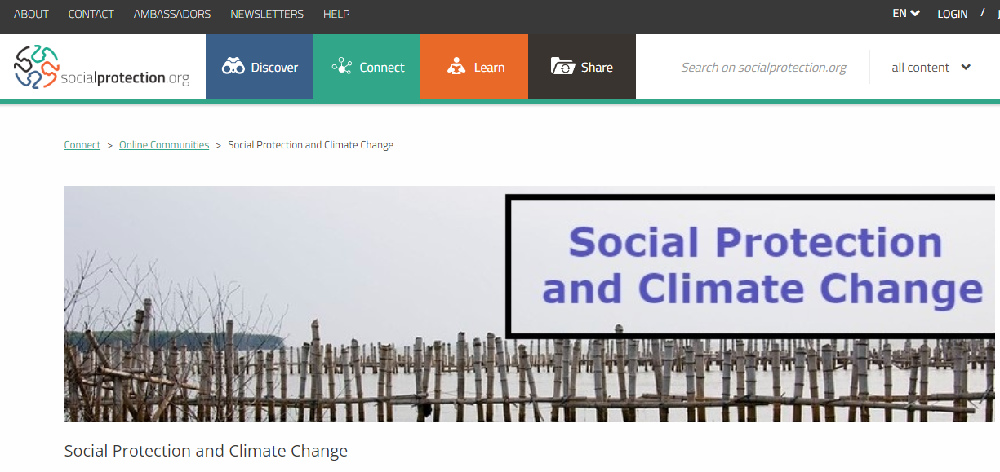 ABOUT CONTACT AMBASSADORS NEWSLETTERS HELP EN LOGIN /
socialprotection.org Discover Connect Learn Share Search on socialprotection.org all content
Connect > Online Communities > Social Protection and Climate Change
Social Protection
and Climate Change
Social Protection and Climate Change